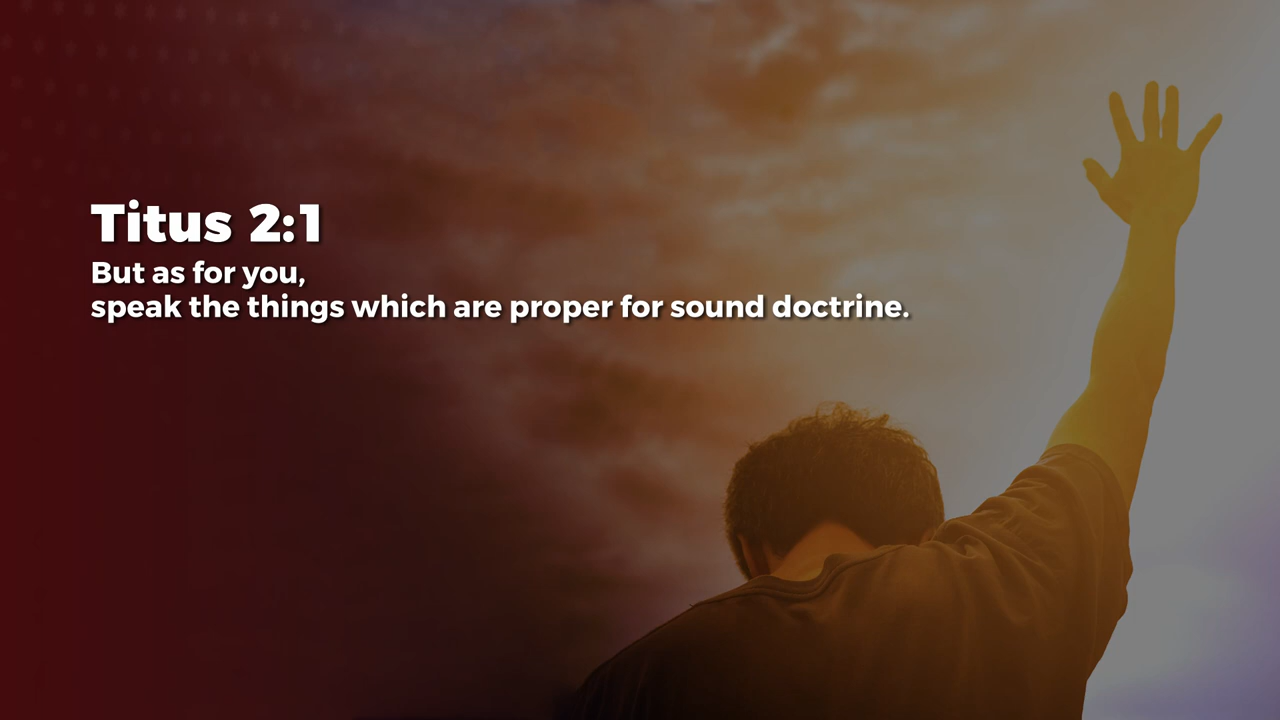 Titus 2:1
But as for you,
speak the things which are proper for sound doctrine.